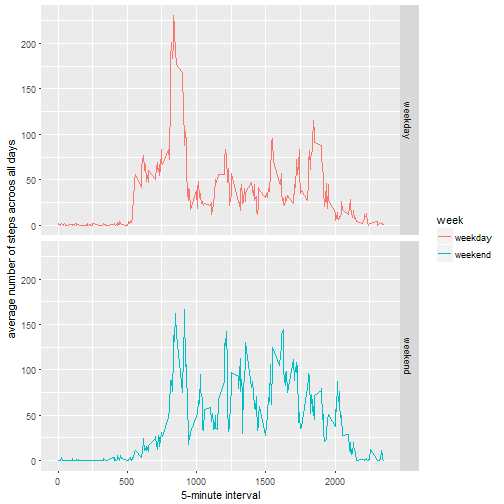 average number of steps acroos all days
200
150
100
50
0
weekday
200
150
100
50
0
weekend
0
500
1000
1500
2000
5-minute interval
week
weekday
weekend